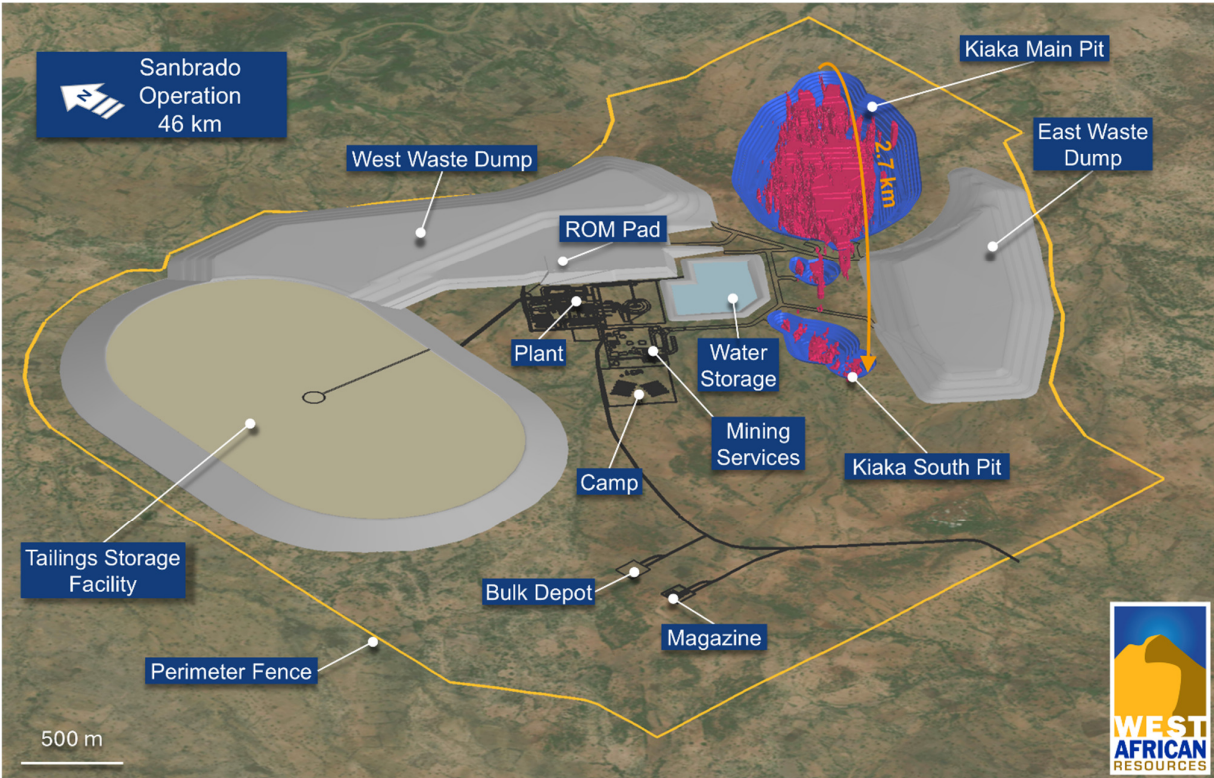 Sanbrado
Operation
46 km
N
Kiaka Main Pit
East Waste
Dump
West Waste Dump
ROM Pad
2.7 km
Plant
Water
Storage
Mining
Services
Camp
Kiaka South Pit
Tailings Storage
Facility
Bulk Depot
Magazine
Perimeter Fence
500 m
WEST
AFRICAN
RESOURCES